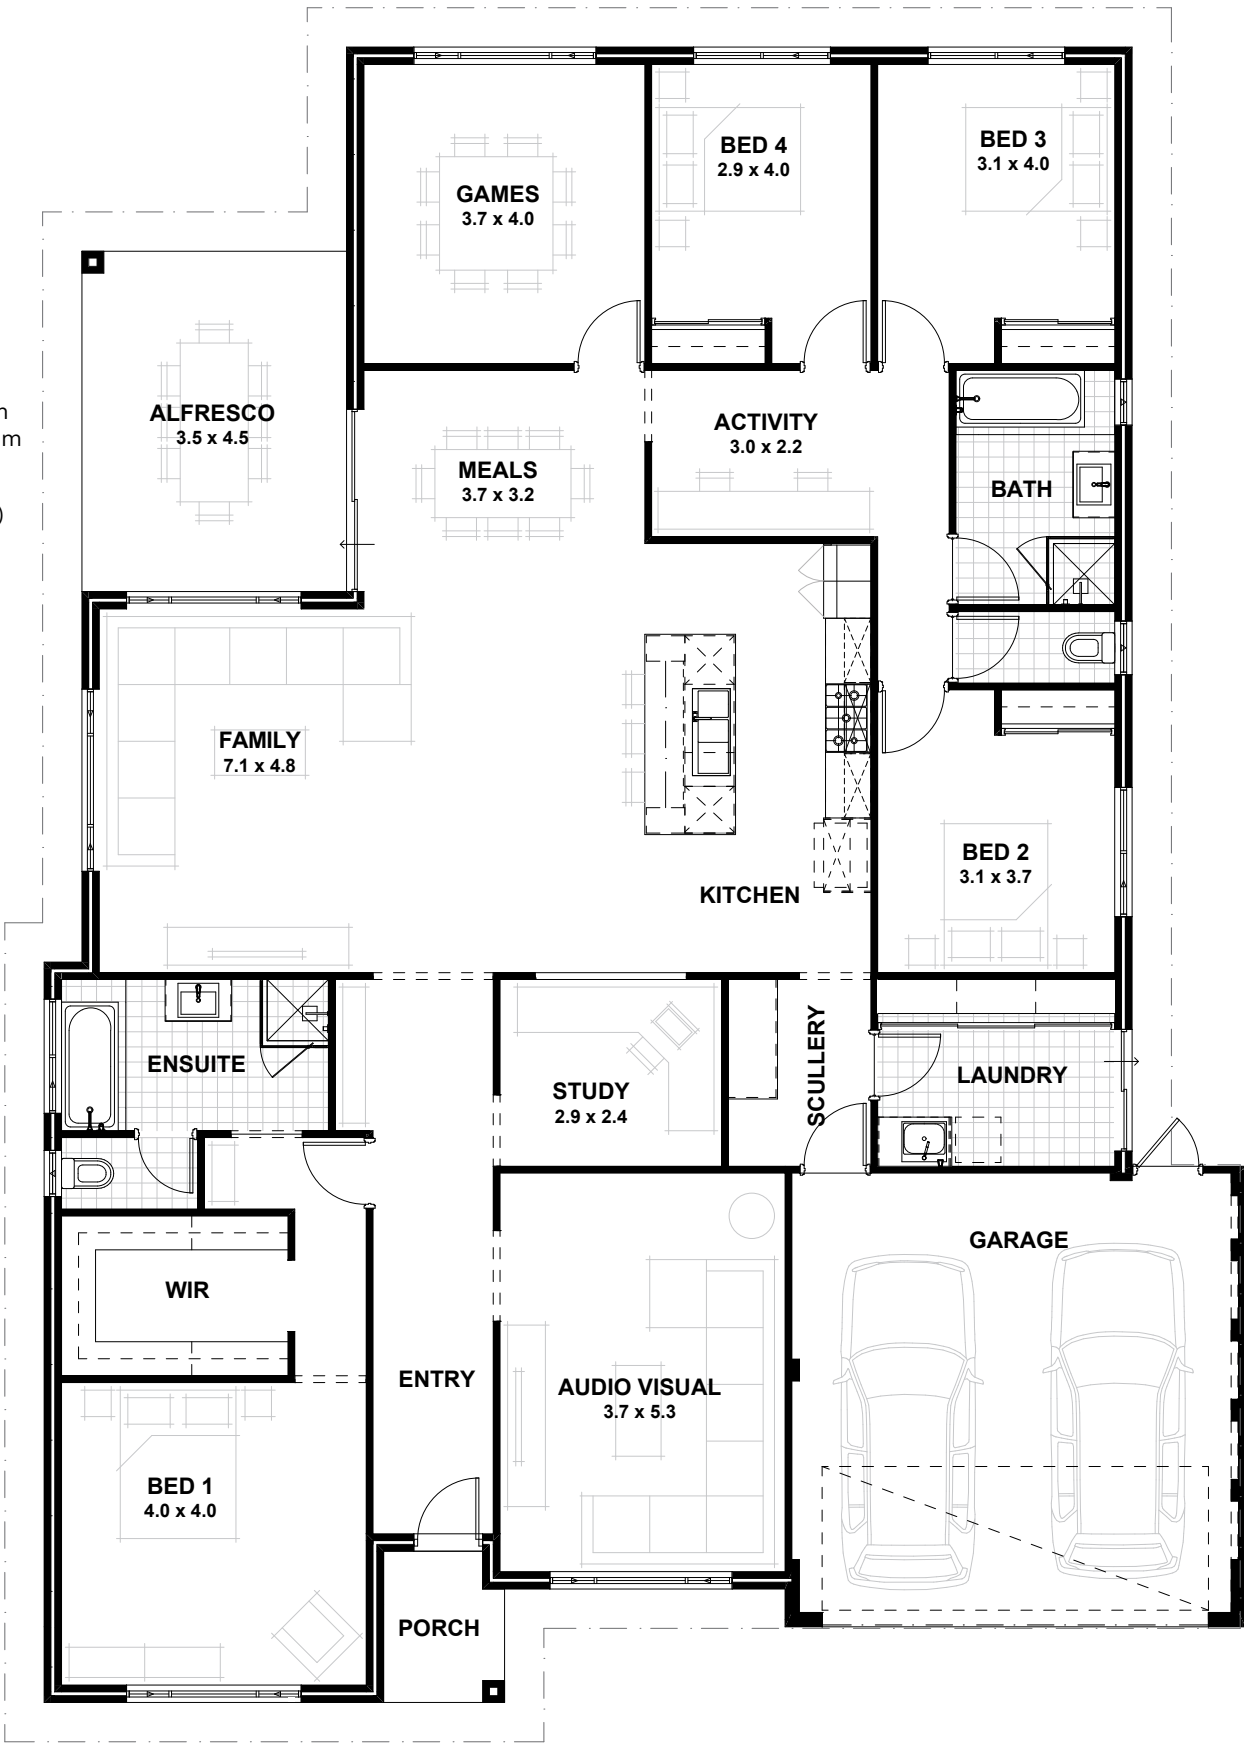 BED 4
2.9 x 4.0
BED 3
3.1 x 4.0
GAMES
3.7 x 4.0
ALFRESCO
3.5 x 4.5
m
)
ACTIVITY
3.0 x 2.2
MEALS
3.7 x 3.2
BATH
FAMILY
7.1 x 4.8
BED 2
3.1 x 3.7
KITCHEN
ENSUITE
STUDY
2.9 x 2.4
SCULLERY
LAUNDRY
GARAGE
WIR
ENTRY
AUDIO VISUAL
3.7 x 5.3
BED 1
4.0 x 4.0
PORCH